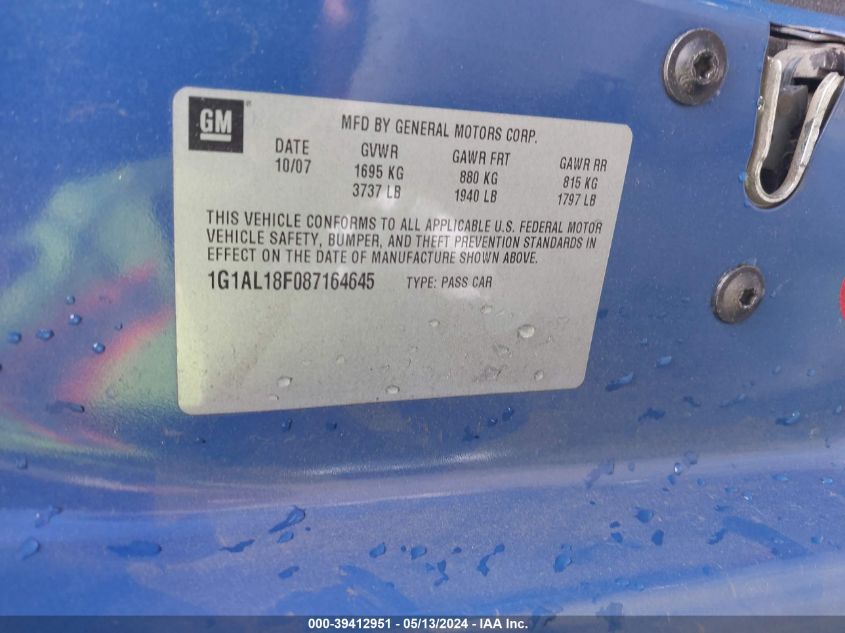 GM
MFD BY GENERAL MOTORS CORP.
DATE GVWR GAWR FRT GAWR RR
10/07 1695 KG 880 KG 815 KG
3737 LB 1940 LB 1797 LB
THIS VEHICLE CONFORMS TO ALL APPLICABLE U.S. FEDERAL MOTOR
VEHICLE SAFETY, BUMPER, AND THEFT PREVENTION STANDARDS IN
EFFECT ON THE DATE OF MANUFACTURE SHOWN ABOVE.
1G1AL18F087164645 TYPE: PASS CAR
000-39412951 - 05/13/2024 - IAA Inc.